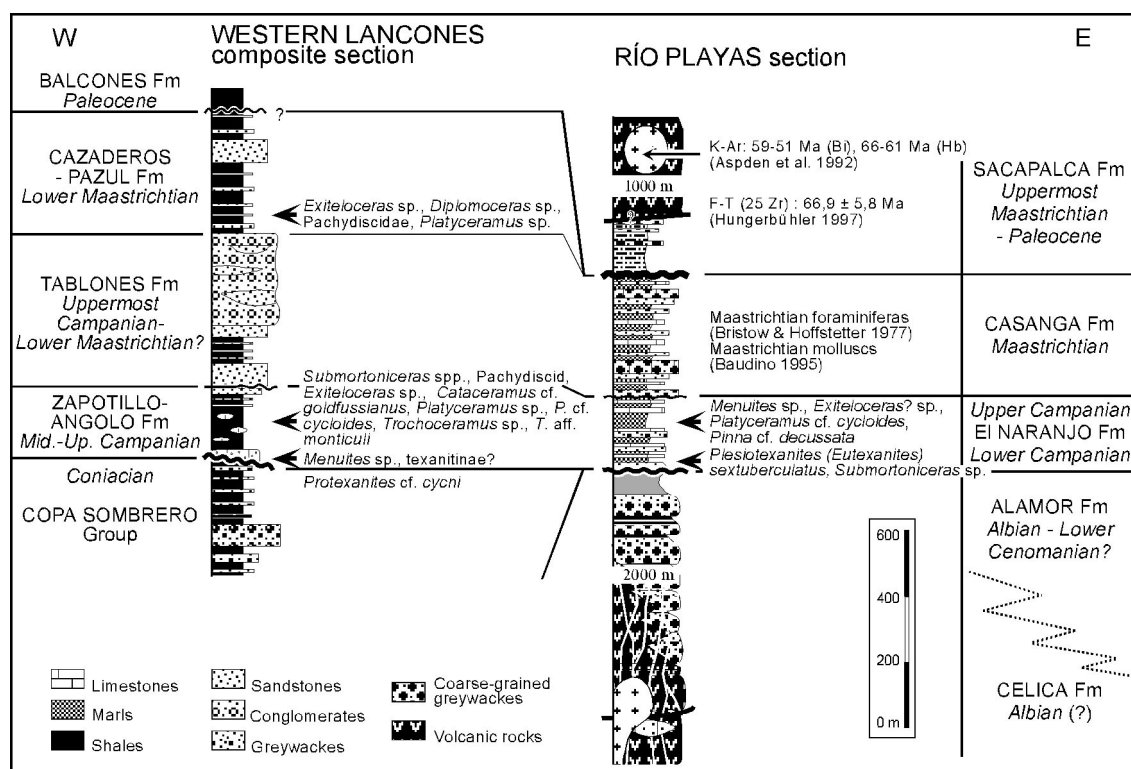 W
WESTERN LANCONES
composite section
RÍO PLAYAS section
E
BALCONES Fm
Paleocene
CAZADEROS
- PAZUL Fm
Lower Maastrichtian
TABLONES Fm
Uppermost
Campanian-
Lower Maastrichtian?
ZAPOTILLO-
ANGOLO Fm
Mid.-Up. Campanian
Coniacian
COPA SOMBRERO
Group
?
Exiteloceras sp., Diplomoceras sp.,
Pachydiscidae, Platyceramus sp.
Submortoniceras spp., Pachydiscid,
Exiteloceras sp., Cataceramus cf.
goldfussianus, Platyceramus sp., P. cf.
cycloides, Trochoceramus sp., T. aff.
monticuli
Menuites sp., texanitinae?
Protexanites cf. cycni
1000 m
?
2000 m
K-Ar: 59-51 Ma (Bi), 66-61 Ma (Hb)
(Aspden et al. 1992)
F-T (25 Zr) : 66,9 ± 5,8 Ma
(Hungerbühler 1997)
Maastrichtian foraminiferas
(Bristow & Hoffstetter 1977)
Maastrichtian molluscs
(Baudino 1995)
Menuites sp., Exiteloceras? sp.,
Platyceramus cf. cycloides,
Pinna cf. decussata
Plesiotexanites (Eutexanites)
sextuberculatus, Submortoniceras sp.
SACAPALCA Fm
Uppermost
Maastrichtian
- Paleocene
CASANGA Fm
Maastrichtian
Upper Campanian
El NARANJO Fm
Lower Campanian
ALAMOR Fm
Albian - Lower
Cenomanian?
CELICA Fm
Albian (?)
600
400
200
0 m
Limestones
Marls
Shales
Sandstones
Conglomerates
Greywackes
Coarse-grained
greywackes
Volcanic rocks